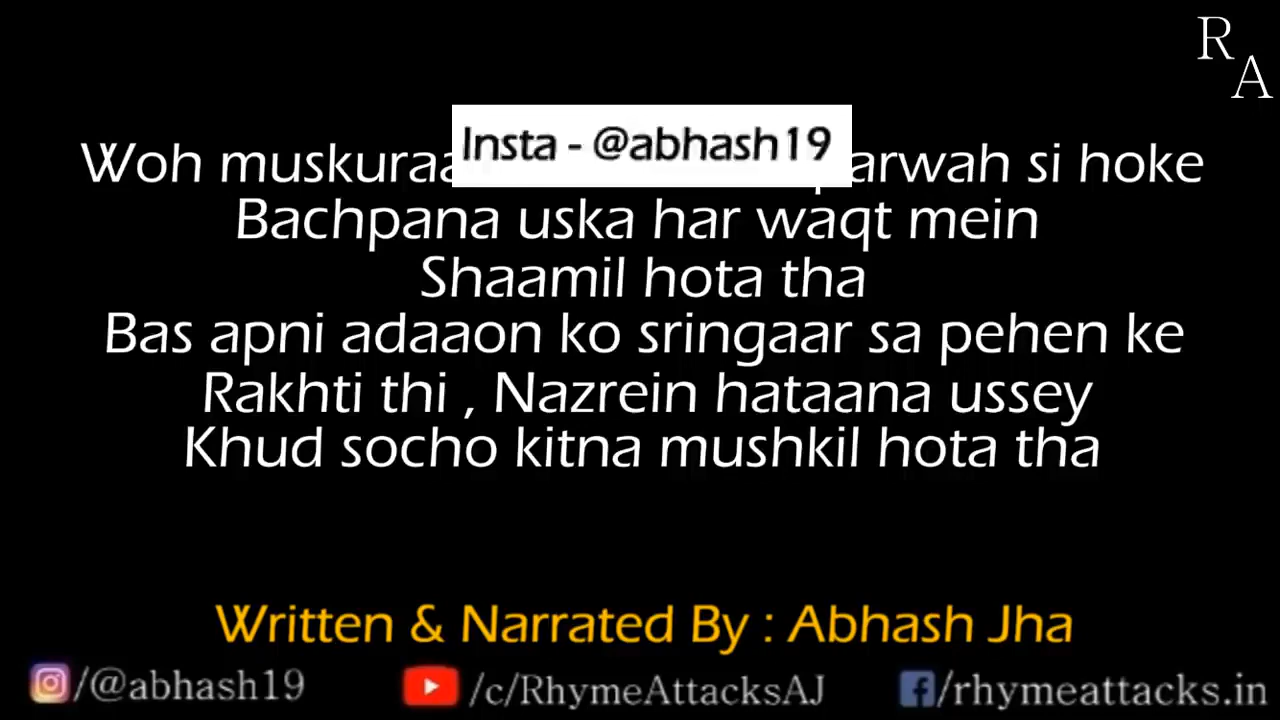 R
A
Insta - @abhash19
Woh si hoke
Bachpana uska har waqt mein
Shaamil hota tha
Bas apni adaaon ko sringaar sa pehen ke
Rakhti thi , Nazrein hataana ussey
Khud socho kitna mushkil hota tha
Written & Narrated By : Abhash Jha
/@abhash19 /c/RhymeAttacksAJ /rhymeattacks.in